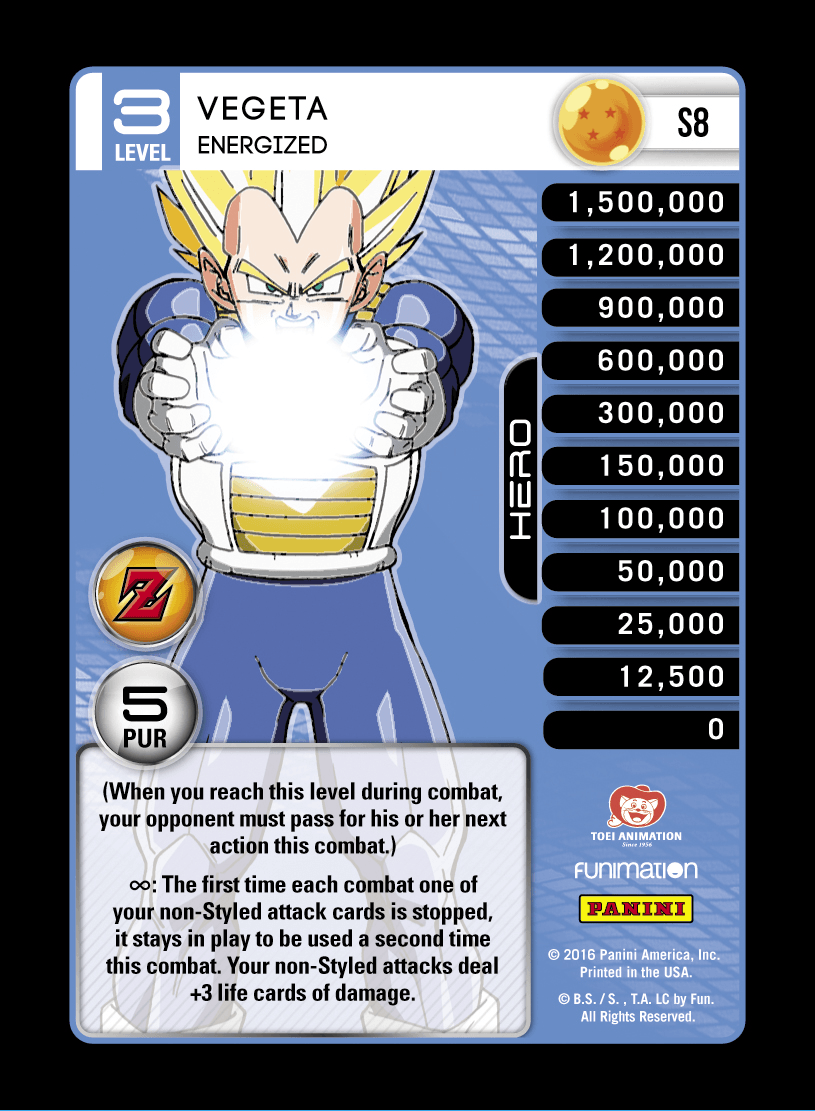 3
LEVEL
VEGETA
ENERGIZED
S8
1,500,000
1,200,000
900,000
600,000
300,000
150,000
100,000
50,000
25,000
12,500
0
HERO
Z
5
PUR
(When you reach this level during combat,
your opponent must pass for his or her next
action this combat.)
∞: The first time each combat one of
your non-Styled attack cards is stopped,
it stays in play to be used a second time
this combat. Your non-Styled attacks deal
+3 life cards of damage.
TOEI ANIMATION
Since 1956
FUNIMATION
PANINI
© 2016 Panini America, Inc.
Printed in the USA.
© B.S. / S. , T.A. LC by Fun.
All Rights Reserved.